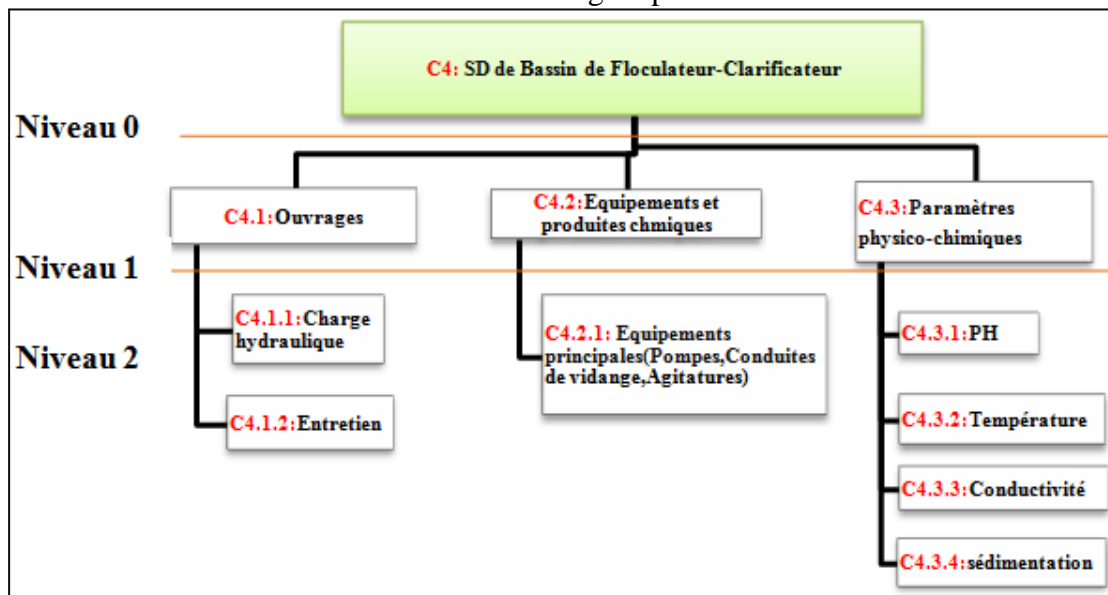 C4: SD de Bassin de Floculateur-Clarificateur
Niveau 0
C4.1:Ouvrages
C4.2:Equipements et
produites chmiques
C4.3:Paramètres
physico-chimiques
Niveau 1
C4.1.1:Charge
hydraulique
C4.2.1: Equipements
principales(Pompes,Conduites
de vidange,Agitatures)
C4.3.1:PH
Niveau 2
C4.1.2:Entretien
C4.3.2:Température
C4.3.3:Conductivité
C4.3.4:sédimentation